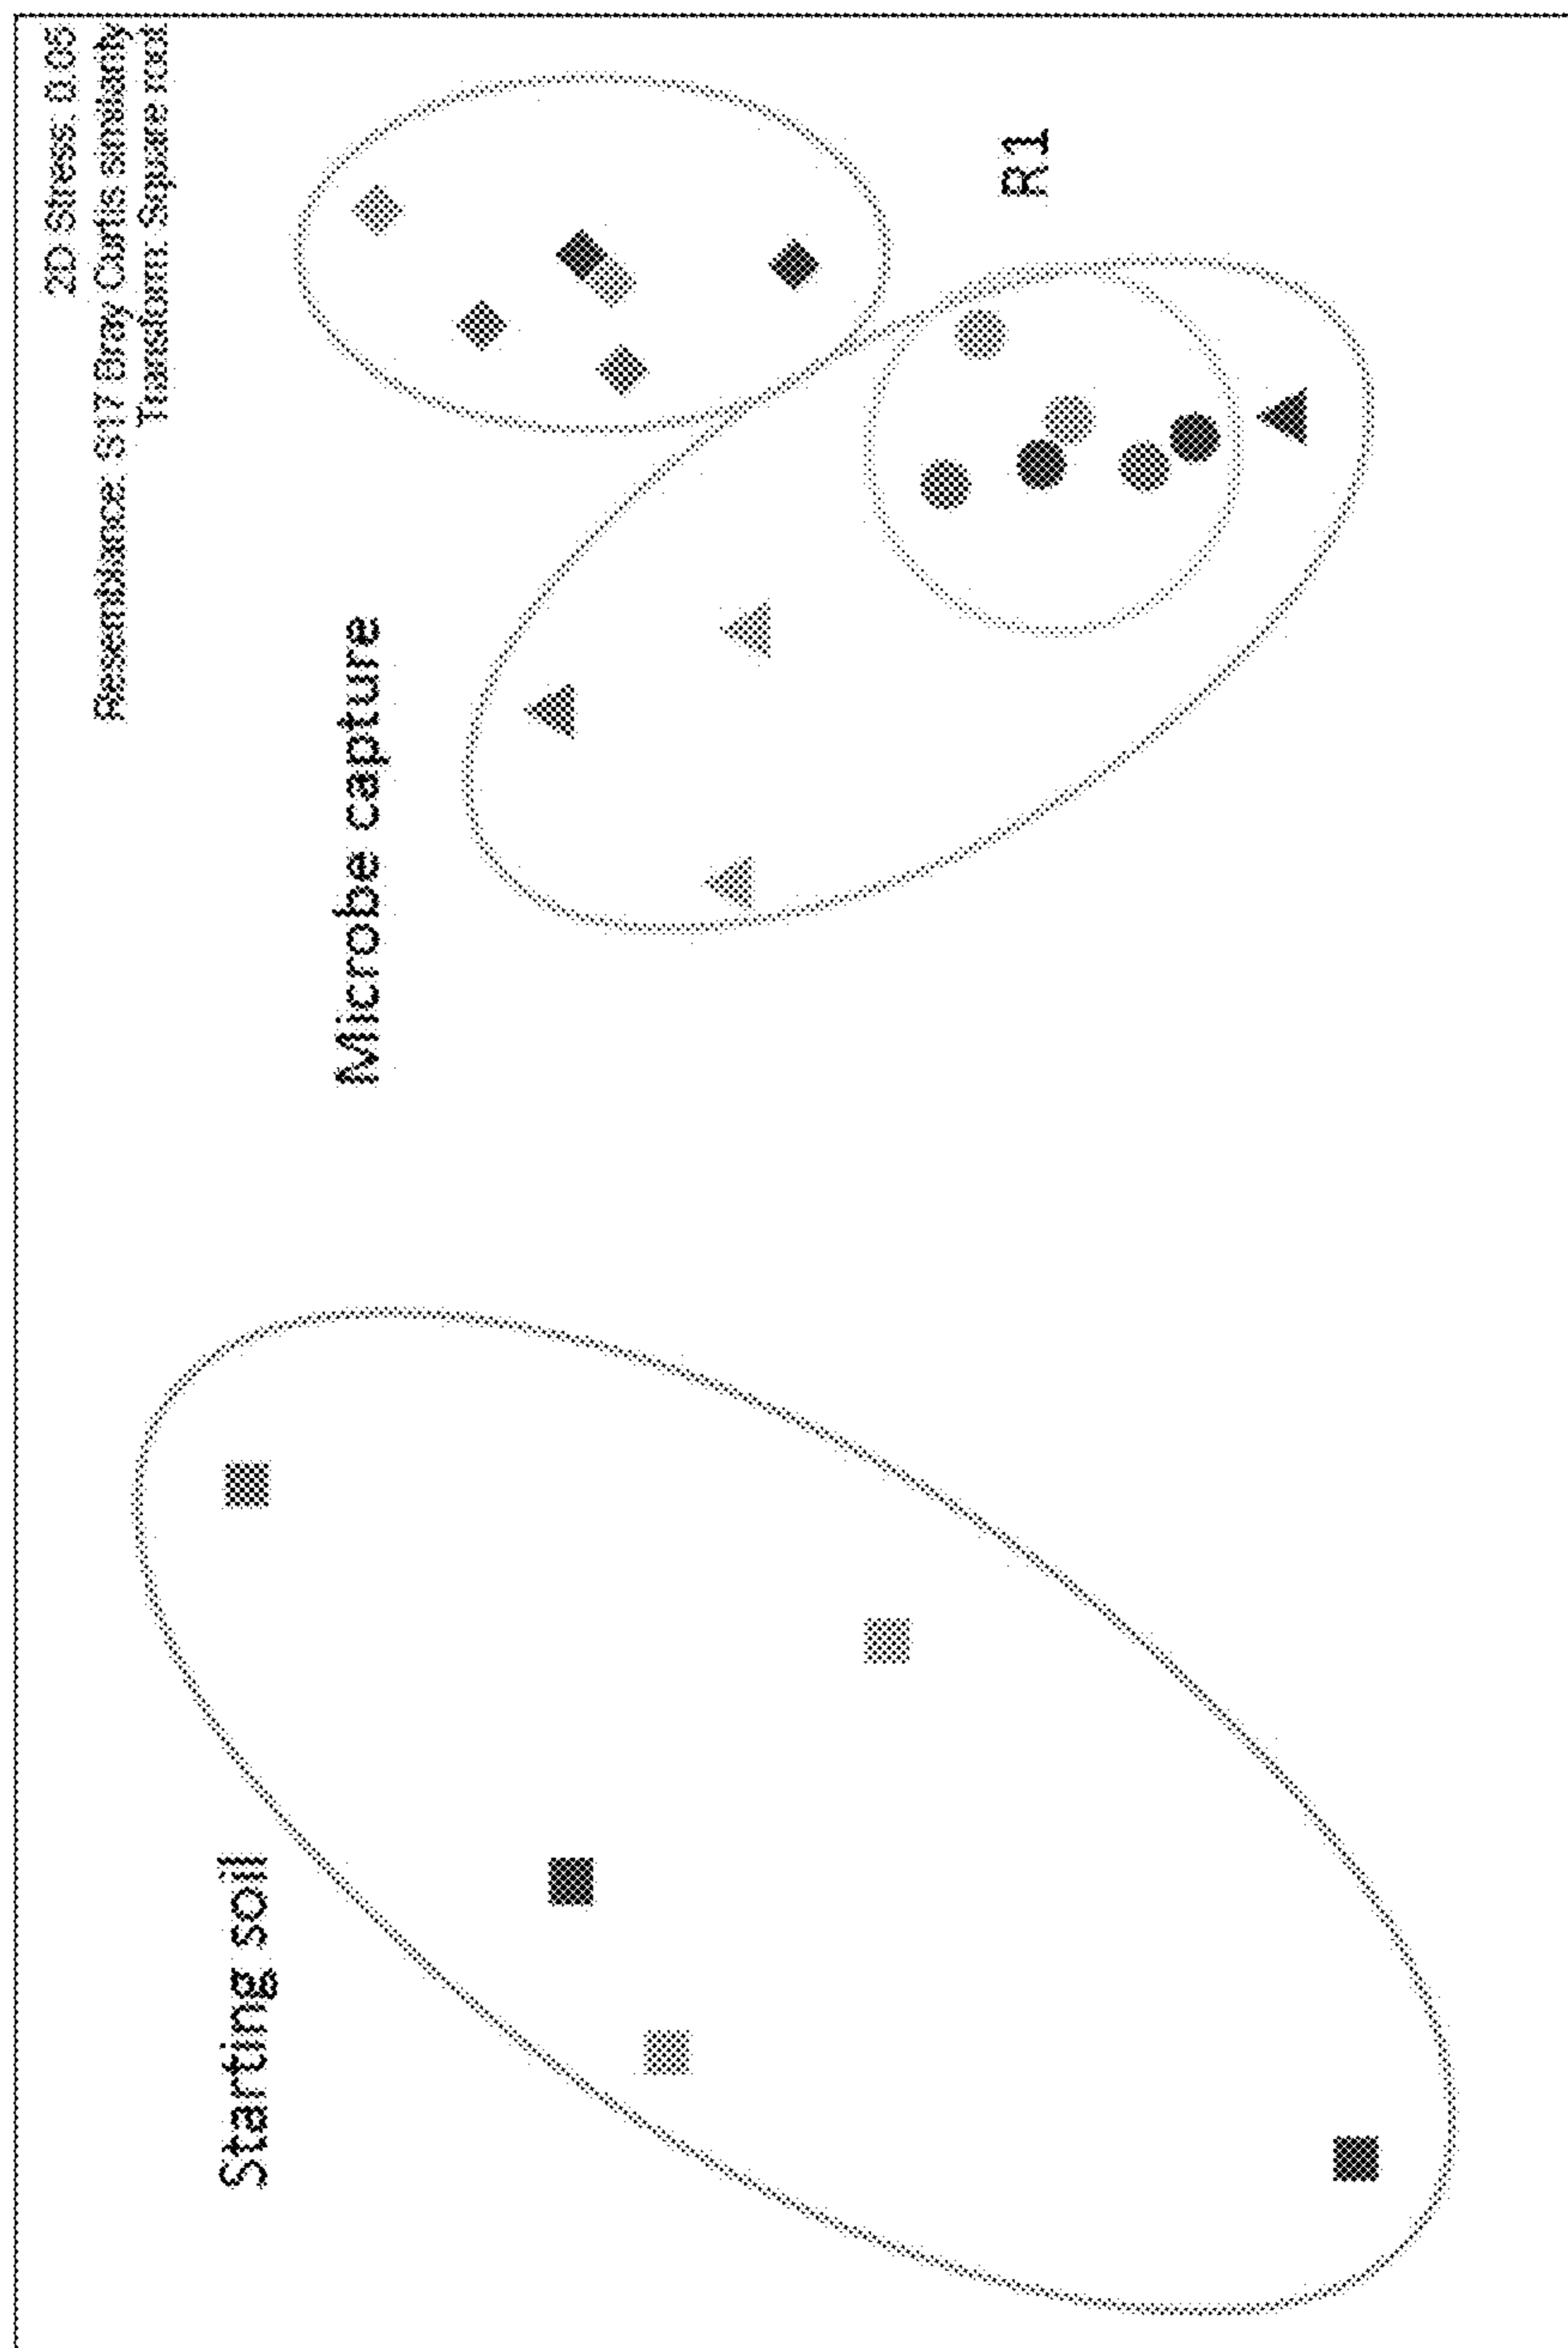 2D Stress: 0.05
Resemblance: S17 Bray Curtis similarity
Transform: Square root
Microbe capture
R1
Starting soil